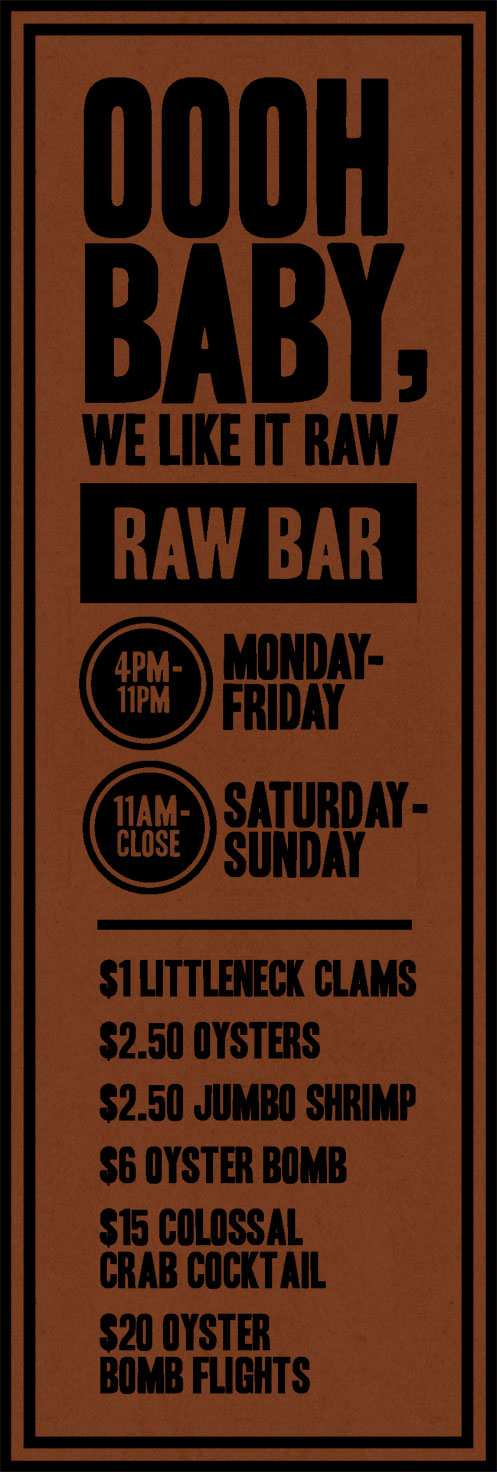 OOOH
BABY,
WE LIKE IT RAW
RAW BAR
4PM-
11PM
MONDAY-
FRIDAY
11AM-
CLOSE
SATURDAY-
SUNDAY
$1 LITTLENECK CLAMS
$2.50 OYSTERS
$2.50 JUMBO SHRIMP
$6 OYSTER BOMB
$15 COLOSSAL
CRAB COCKTAIL
$20 OYSTER
BOMB FLIGHTS